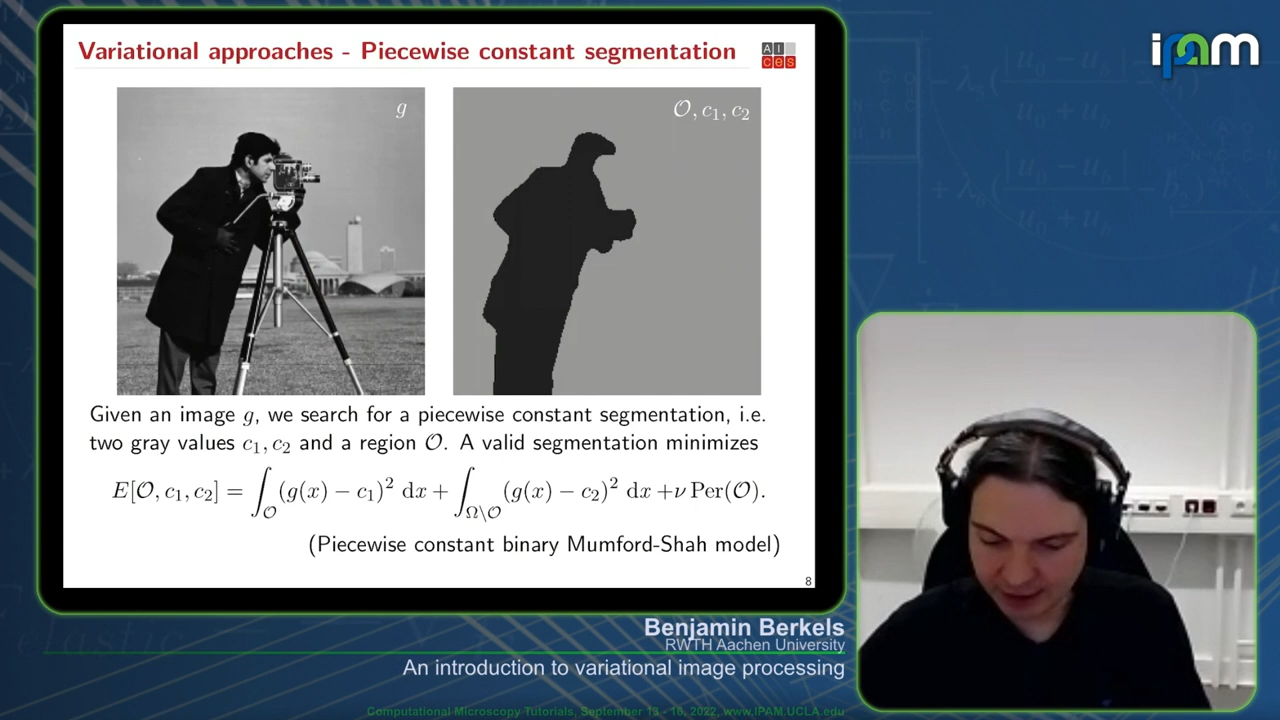 Variational approaches - Piecewise constant segmentation
AI
ces
ipam
g
𝒪, c₁, c₂
Given an image g, we search for a piecewise constant segmentation, i.e.
two gray values c₁, c₂ and a region 𝒪. A valid segmentation minimizes
E[𝒪, c₁, c₂] = ∫_𝒪 (g(x) − c₁)² dx + ∫_{Ω\𝒪} (g(x) − c₂)² dx + ν Per(𝒪).
(Piecewise constant binary Mumford-Shah model)
8
Benjamin Berkels
RWTH Aachen University
An introduction to variational image processing
Computational Microscopy Tutorials, September 13 - 16, 2022, www.IPAM.UCLA.edu